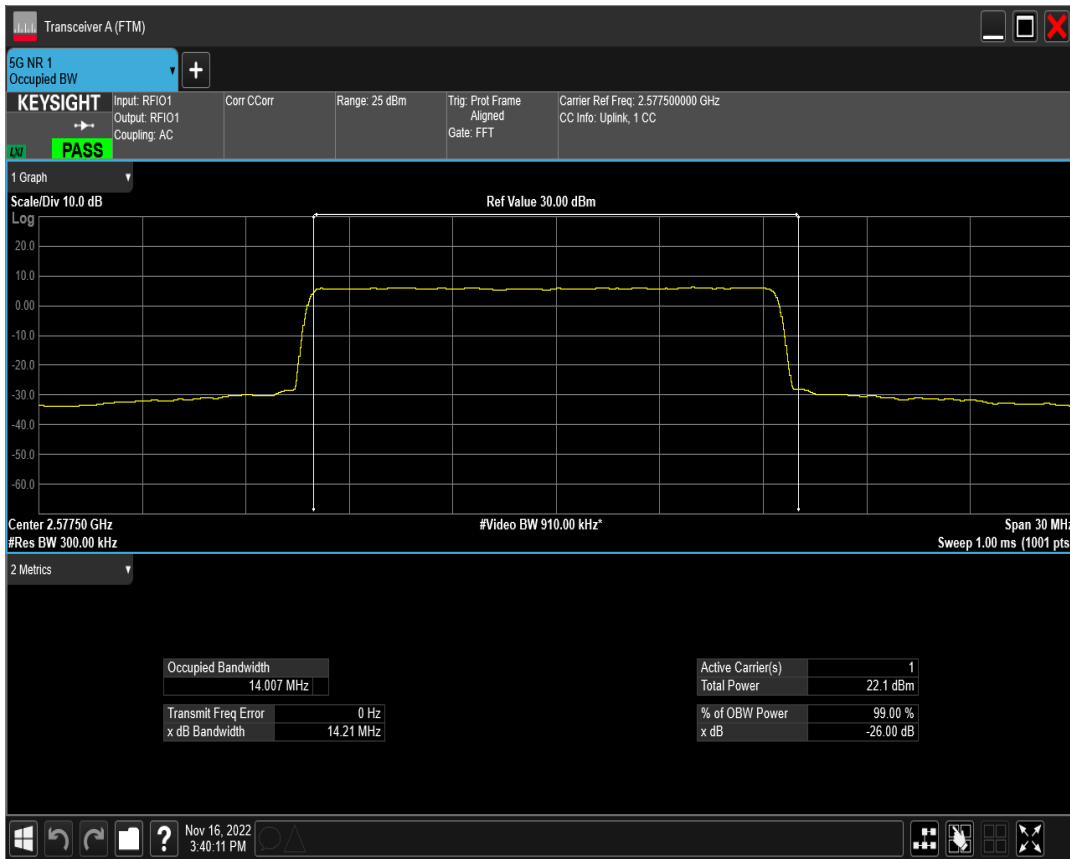 Transceiver A (FTM)
5G NR 1
Occupied BW
+
KEYSIGHT
LXI
PASS
Input: RFIO1
Output: RFIO1
Coupling: AC
Corr CCorr
Range: 25 dBm
Trig: Prot Frame
Aligned
Gate: FFT
Carrier Ref Freq: 2.577500000 GHz
CC Info: Uplink, 1 CC
1 Graph
Scale/Div 10.0 dB
Ref Value 30.00 dBm
Log
20.0
10.0
0.00
-10.0
-20.0
-30.0
-40.0
-50.0
-60.0
Center 2.57750 GHz
#Video BW 910.00 kHz*
Span 30 MHz
#Res BW 300.00 kHz
Sweep 1.00 ms (1001 pts
2 Metrics
Occupied Bandwidth
14.007 MHz
Transmit Freq Error 0 Hz
x dB Bandwidth 14.21 MHz
Active Carrier(s) 1
Total Power 22.1 dBm
% of OBW Power 99.00 %
x dB -26.00 dB
?
Nov 16, 2022
3:40:11 PM